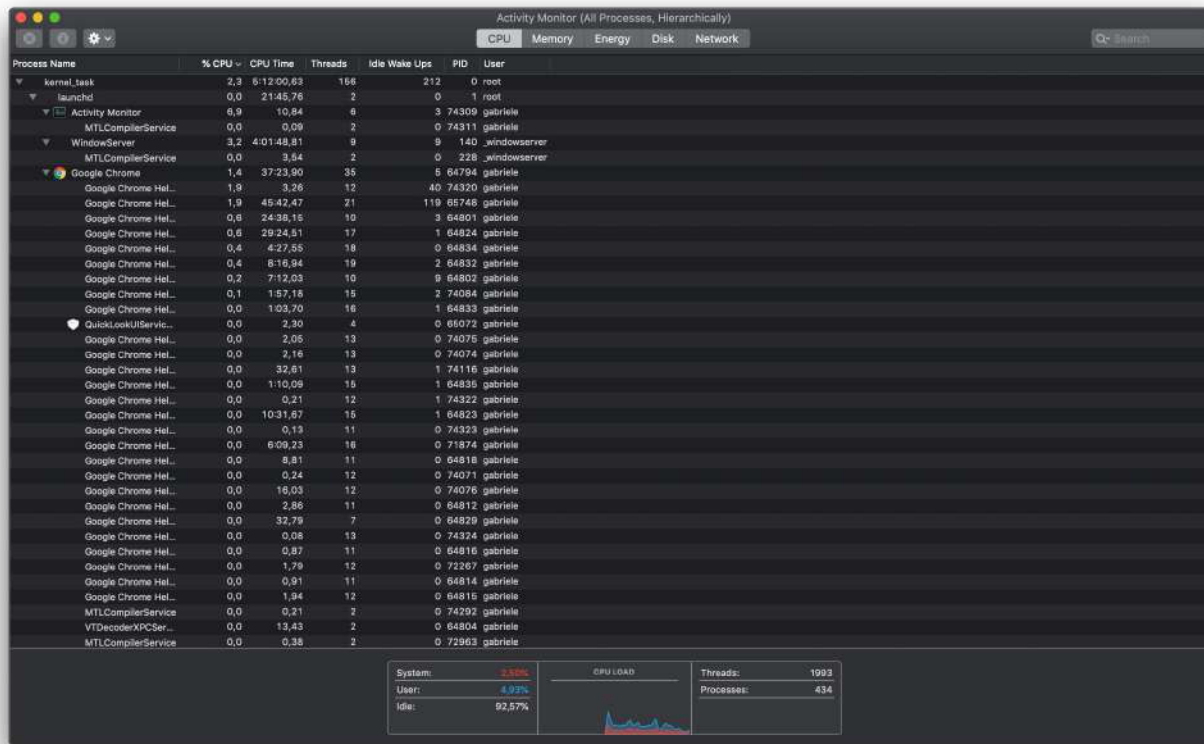 Activity Monitor (All Processes, Hierarchically)
CPU Memory Energy Disk Network Search
Process Name % CPU CPU Time Threads Idle Wake Ups PID User
kernel_task 2,3 5:12:00,63 166 212 0 root
launchd 0,0 21:45,76 2 0 1 root
Activity Monitor 6,9 10,84 6 3 74309 gabriele
MTLCompilerService 0,0 0,09 2 0 74311 gabriele
WindowServer 3,2 4:01:48,81 9 9 140 _windowserver
MTLCompilerService 0,0 3,54 2 0 228 _windowserver
Google Chrome 1,4 37:23,90 35 5 64794 gabriele
Google Chrome Hel... 1,9 3,26 12 40 74320 gabriele
Google Chrome Hel... 1,9 45:42,47 21 119 65748 gabriele
Google Chrome Hel... 0,6 24:38,15 10 3 64801 gabriele
Google Chrome Hel... 0,6 29:24,51 17 1 64824 gabriele
Google Chrome Hel... 0,4 4:27,55 18 0 64834 gabriele
Google Chrome Hel... 0,4 8:16,94 19 2 64832 gabriele
Google Chrome Hel... 0,2 7:12,03 10 9 64802 gabriele
Google Chrome Hel... 0,1 1:57,18 15 2 74084 gabriele
Google Chrome Hel... 0,0 1:03,70 16 1 64833 gabriele
QuickLookUIServic... 0,0 2,30 4 0 65072 gabriele
Google Chrome Hel... 0,0 2,05 13 0 74075 gabriele
Google Chrome Hel... 0,0 2,16 13 0 74074 gabriele
Google Chrome Hel... 0,0 32,61 13 1 74116 gabriele
Google Chrome Hel... 0,0 1:10,09 15 1 64835 gabriele
Google Chrome Hel... 0,0 0,21 12 1 74322 gabriele
Google Chrome Hel... 0,0 10:31,67 15 1 64823 gabriele
Google Chrome Hel... 0,0 0,13 11 0 74323 gabriele
Google Chrome Hel... 0,0 6:09,23 16 0 71874 gabriele
Google Chrome Hel... 0,0 8,81 11 0 64818 gabriele
Google Chrome Hel... 0,0 0,24 12 0 74071 gabriele
Google Chrome Hel... 0,0 16,03 12 0 74076 gabriele
Google Chrome Hel... 0,0 2,86 11 0 64812 gabriele
Google Chrome Hel... 0,0 32,79 7 0 64829 gabriele
Google Chrome Hel... 0,0 0,08 13 0 74324 gabriele
Google Chrome Hel... 0,0 0,87 11 0 64816 gabriele
Google Chrome Hel... 0,0 1,79 12 0 72267 gabriele
Google Chrome Hel... 0,0 0,91 11 0 64814 gabriele
Google Chrome Hel... 0,0 1,94 12 0 64815 gabriele
MTLCompilerService 0,0 0,21 2 0 74292 gabriele
VTDecoderXPCSer... 0,0 13,43 2 0 64804 gabriele
MTLCompilerService 0,0 0,38 2 0 72963 gabriele
System: 2,50% CPU LOAD Threads: 1993
User: 4,93% Processes: 434
Idle: 92,57%